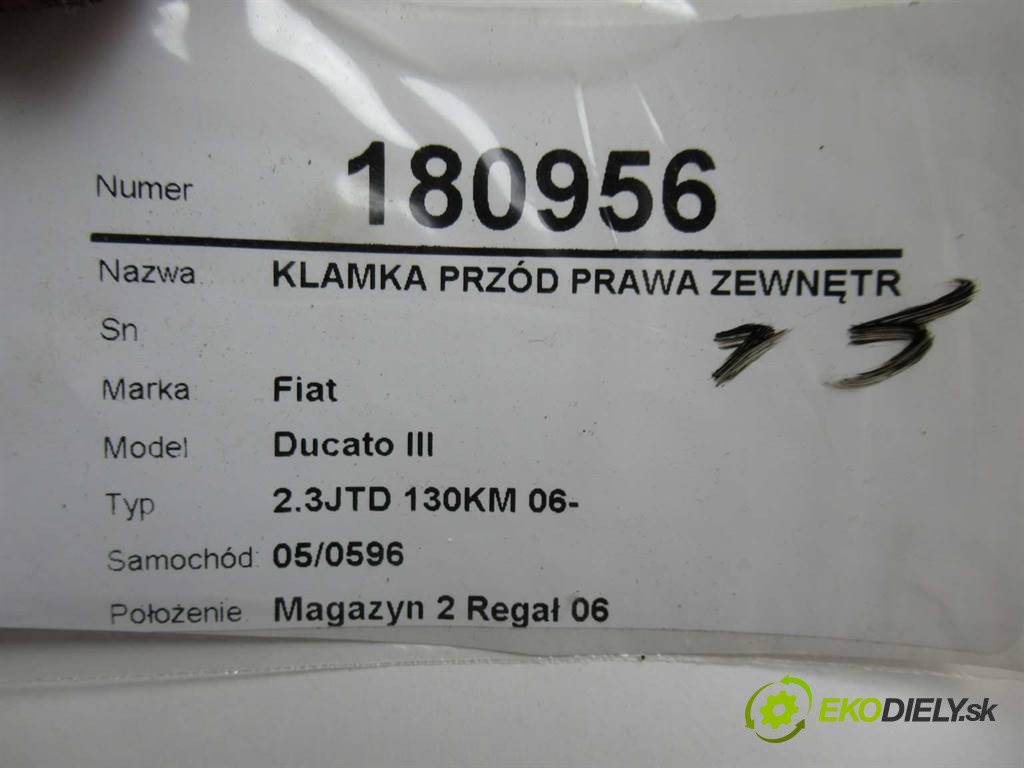 Numer 180956
Nazwa KLAMKA PRZÓD PRAWA ZEWNĘTR
Sn
15
Marka Fiat
Model Ducato III
Typ 2.3JTD 130KM 06-
Samochód: 05/0596
Położenie Magazyn 2 Regał 06
EKODIELY.sk